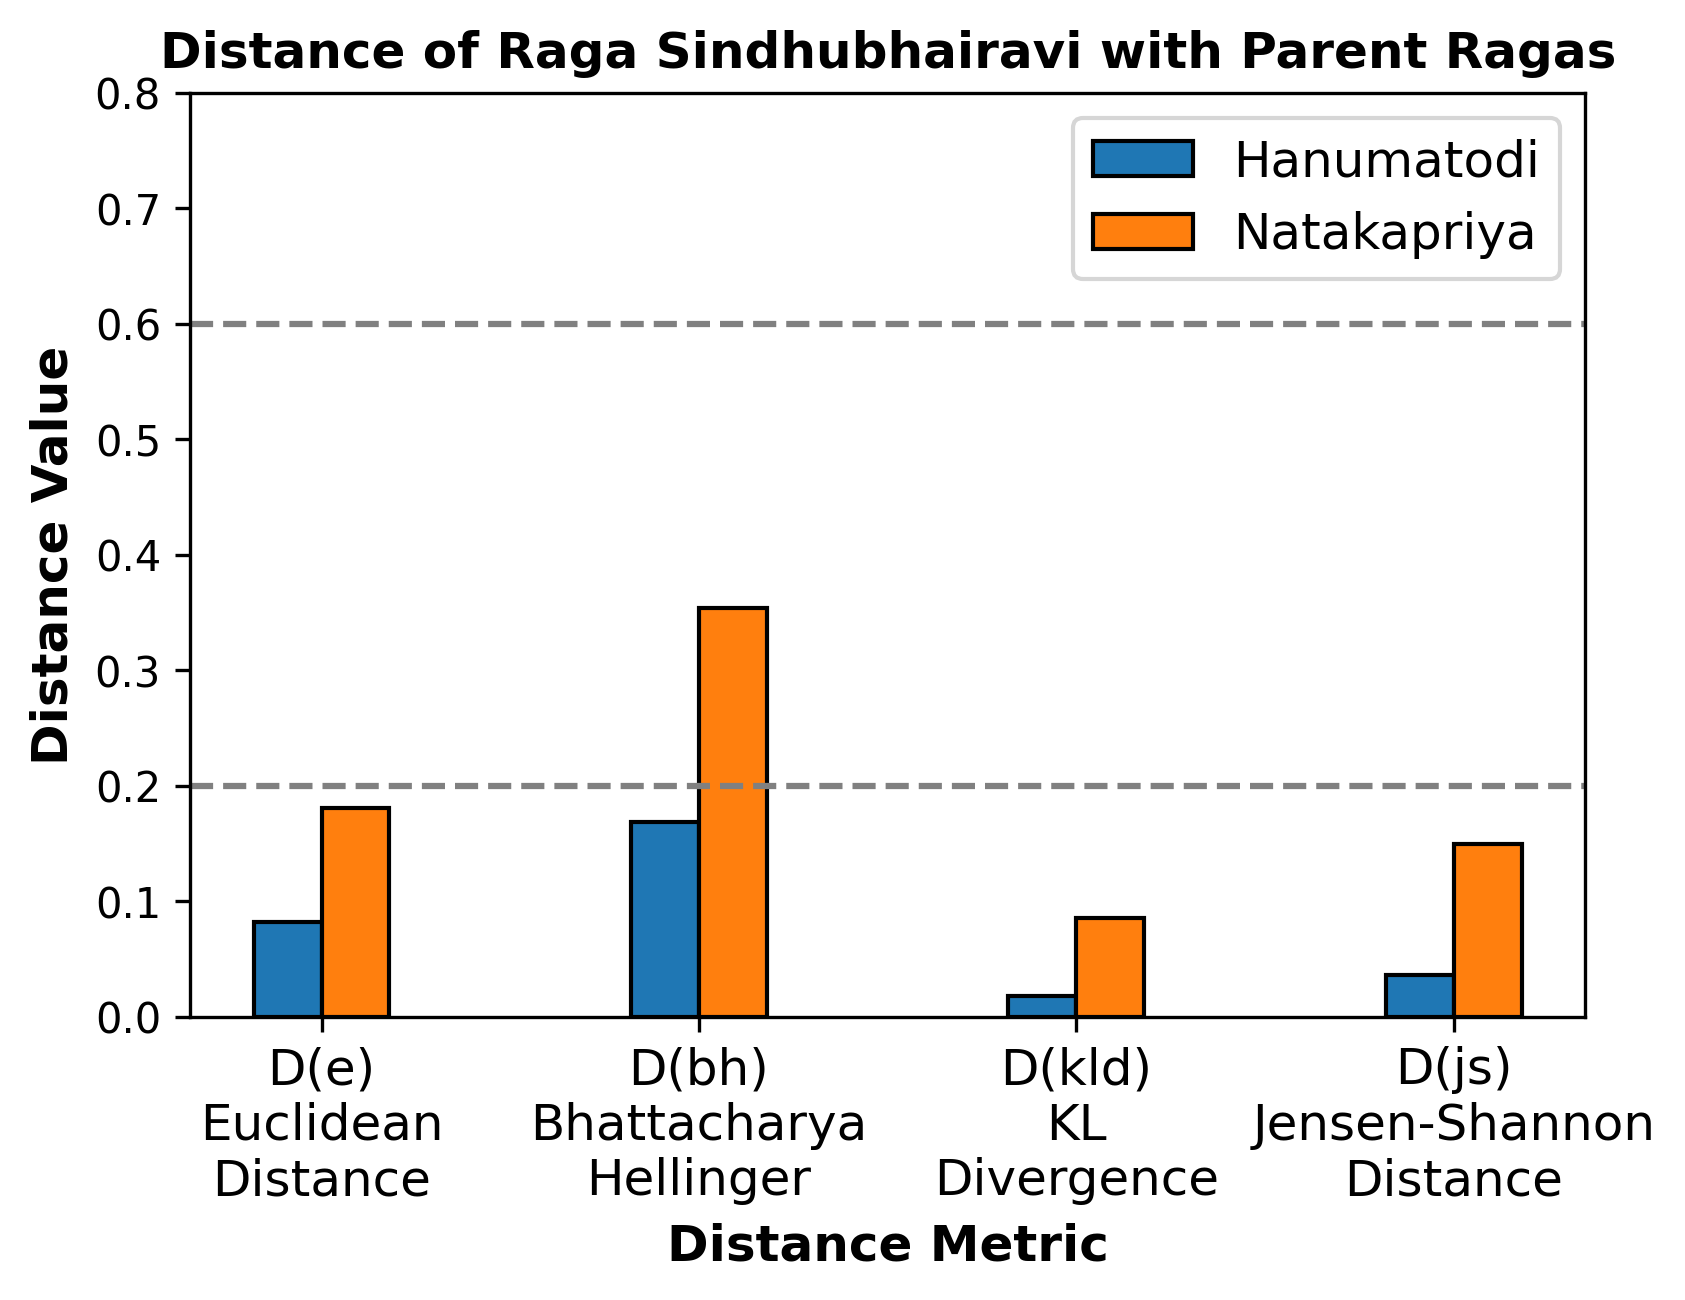 Distance of Raga Sindhubhairavi with Parent Ragas
Hanumatodi
Natakapriya
Distance Value
0.8
0.7
0.6
0.5
0.4
0.3
0.2
0.1
0.0
D(e)
Euclidean
Distance
D(bh)
Bhattacharya
Hellinger
D(kld)
KL
Divergence
D(js)
Jensen-Shannon
Distance
Distance Metric